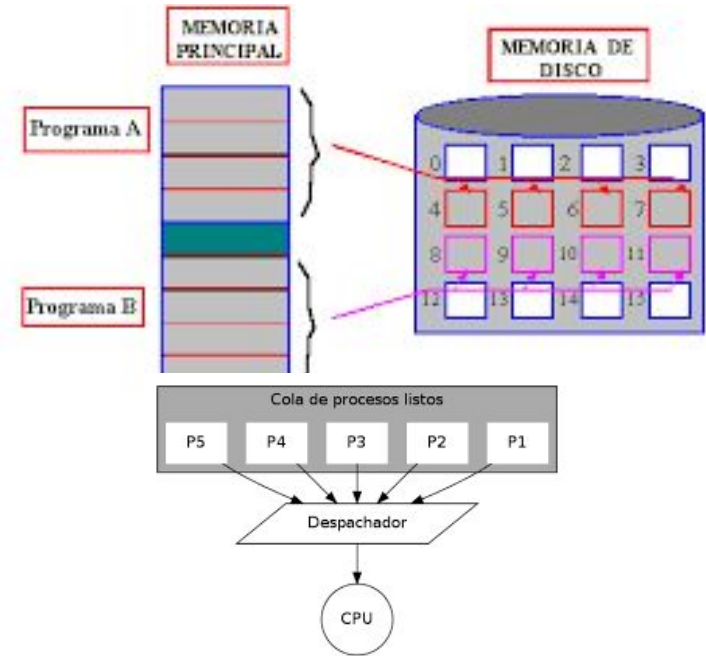 MEMORIA
PRINCIPAL
MEMORIA DE
DISCO
Programa A
0 1 2 3
4 5 6 7
8 9 10 11
Programa B
12 13 14 15
Cola de procesos listos
P5 P4 P3 P2 P1
Despachador
CPU